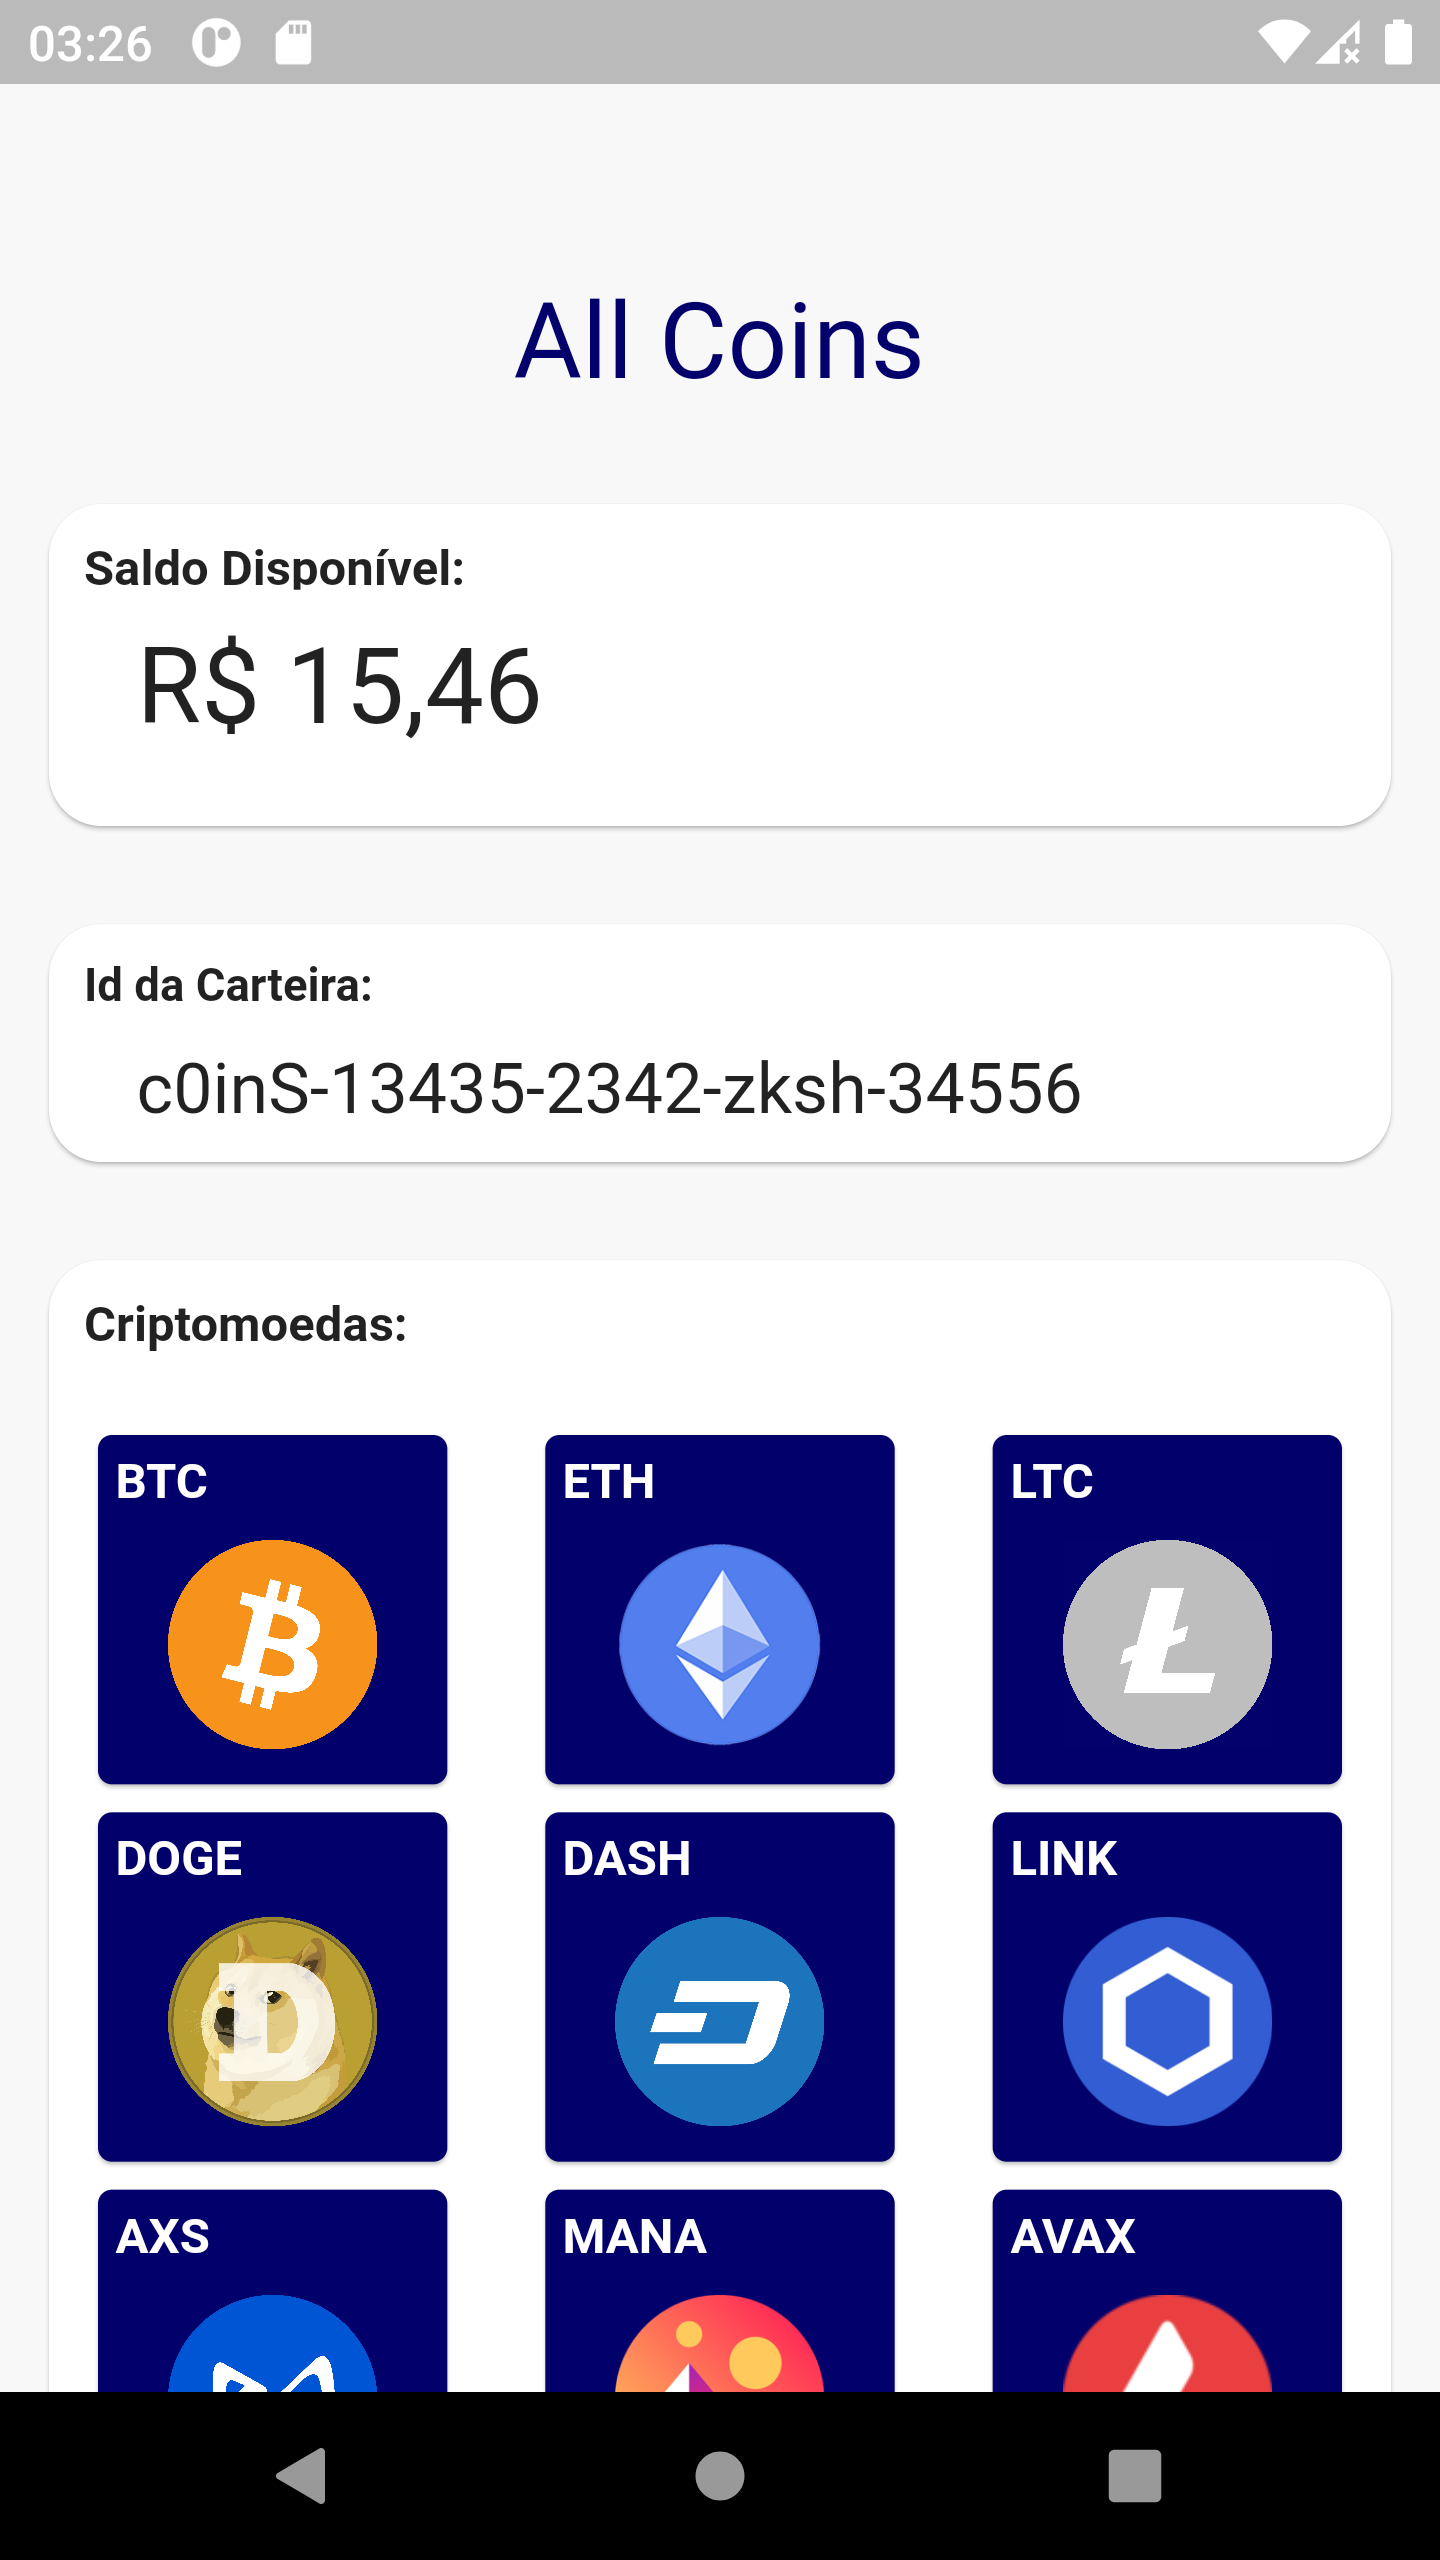 03:26
All Coins
Saldo Disponível:
R$ 15,46
Id da Carteira:
c0inS-13435-2342-zksh-34556
Criptomoedas:
BTC ETH LTC
DOGE DASH LINK
D
AXS MANA AVAX